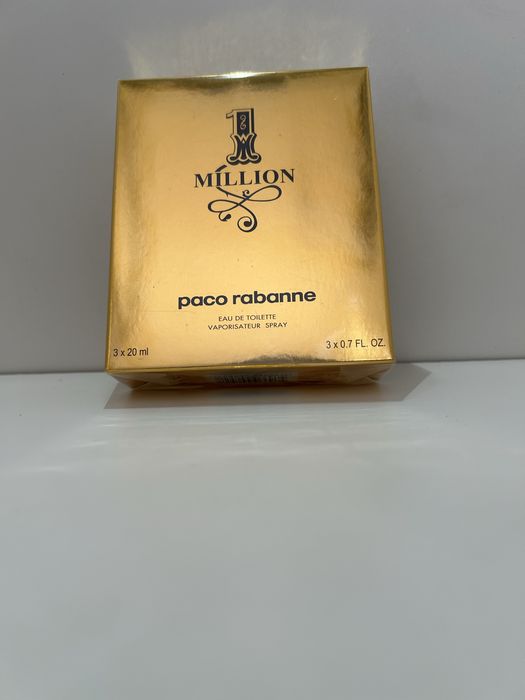 1
MILLION
paco rabanne
EAU DE TOILETTE
VAPORISATEUR SPRAY
3 x 20 ml
3 x 0.7 FL. OZ.